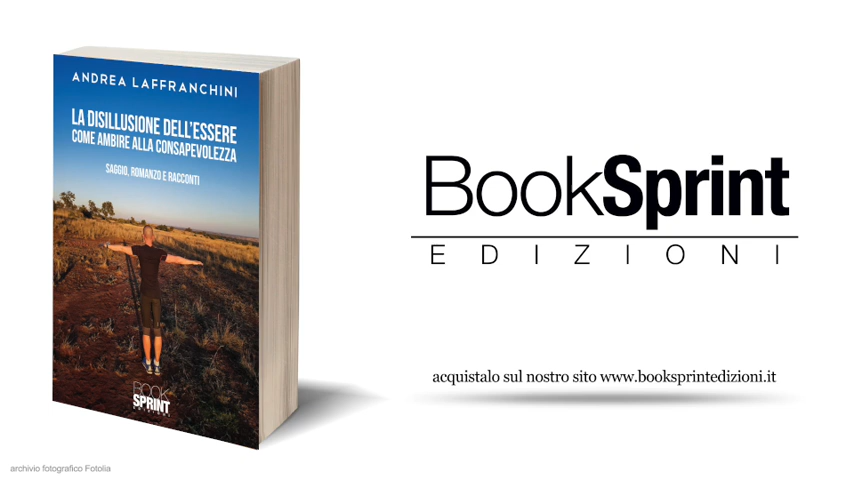 ANDREA LAFFRANCHINI
LA DISILLUSIONE DELL'ESSERE
COME AMBIRE ALLA CONSAPEVOLEZZA
SAGGIO, ROMANZO E RACCONTI
BOOK
SPRINT
EDIZIONI
BookSprint
EDIZIONI
acquistalo sul nostro sito www.booksprintedizioni.it
archivio fotografico Fotolia